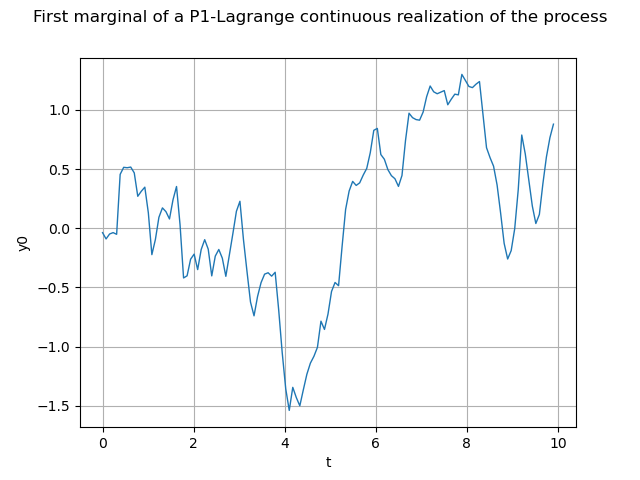 First marginal of a P1-Lagrange continuous realization of the process
1.0
0.5
0.0
−0.5
−1.0
−1.5
y0
0 2 4 6 8 10
t